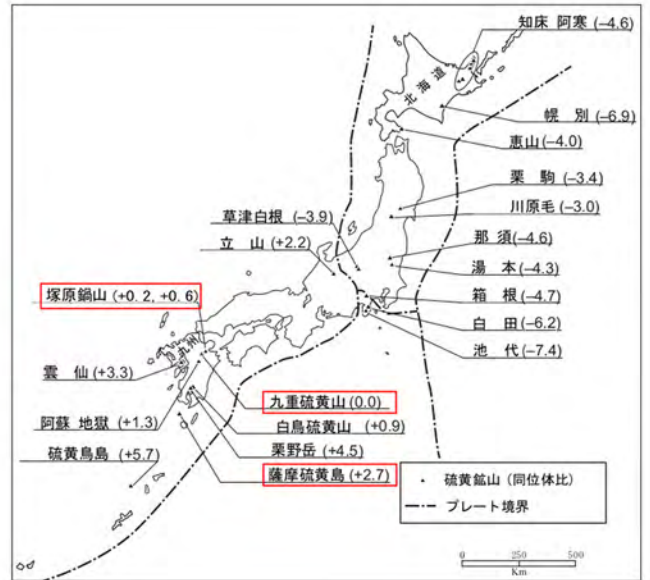 知床 阿寒 (−4.6)
北海道
幌 別 (−6.9)
恵山 (−4.0)
栗 駒 (−3.4)
川原毛 (−3.0)
草津白根 (−3.9)
立 山 (+2.2)
那 須 (−4.6)
湯 本 (−4.3)
塚原鍋山 (+0.2, +0.6)
箱 根 (−4.7)
白 田 (−6.2)
池 代 (−7.4)
九州
雲 仙 (+3.3)
九重硫黄山 (0.0)
阿蘇 地獄 (+1.3)
白鳥硫黄山 (+0.9)
硫黄鳥島 (+5.7)
栗野岳 (+4.5)
薩摩硫黄島 (+2.7)
硫黄鉱山 (同位体比)
プレート境界
0 250 500
Km